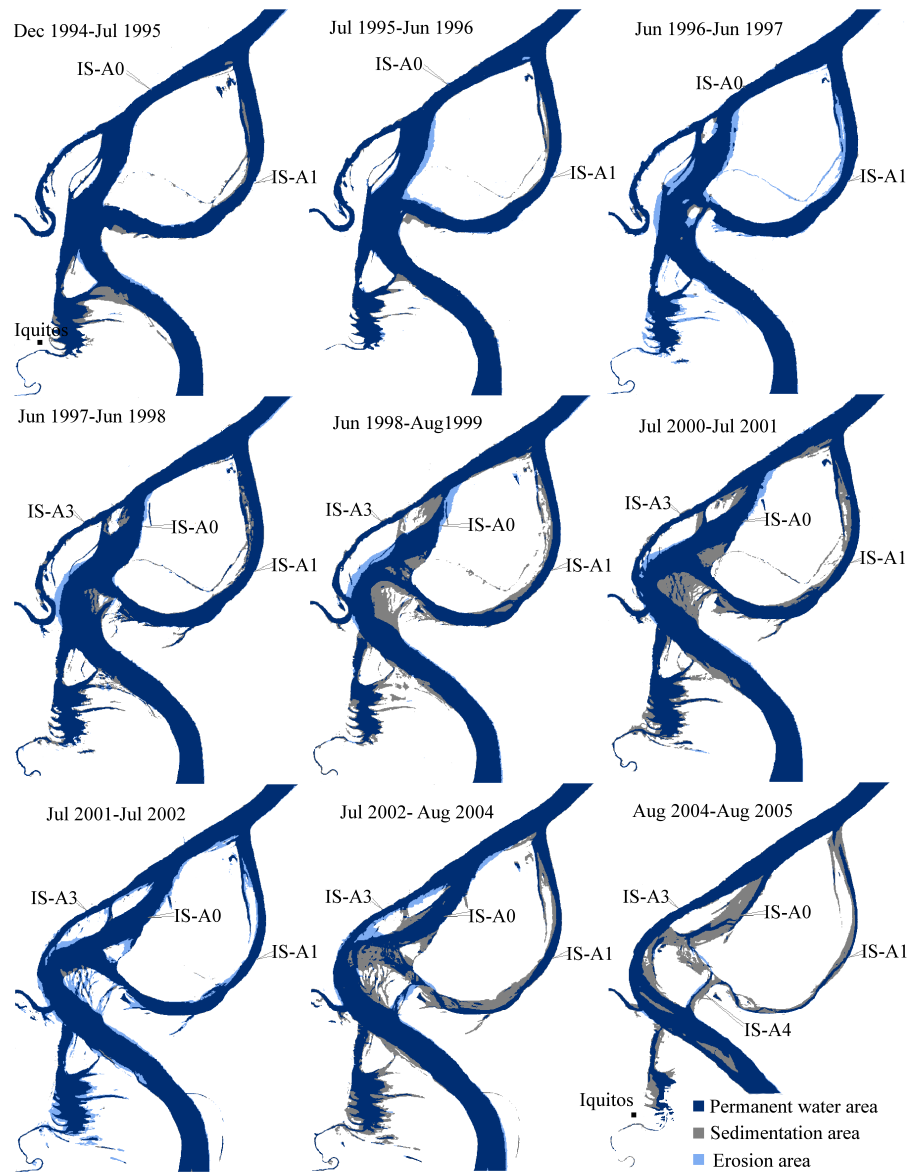 Dec 1994-Jul 1995
Jul 1995-Jun 1996
Jun 1996-Jun 1997
IS-A0
IS-A0
IS-A0
IS-A1
IS-A1
IS-A1
Iquitos
Jun 1997-Jun 1998
Jun 1998-Aug1999
Jul 2000-Jul 2001
IS-A3
IS-A0
IS-A1
IS-A3
IS-A0
IS-A1
IS-A3
IS-A0
IS-A1
Jul 2001-Jul 2002
Jul 2002- Aug 2004
Aug 2004-Aug 2005
IS-A3
IS-A0
IS-A1
IS-A3
IS-A0
IS-A1
IS-A3
IS-A0
IS-A1
IS-A4
Iquitos
Permanent water area
Sedimentation area
Erosion area